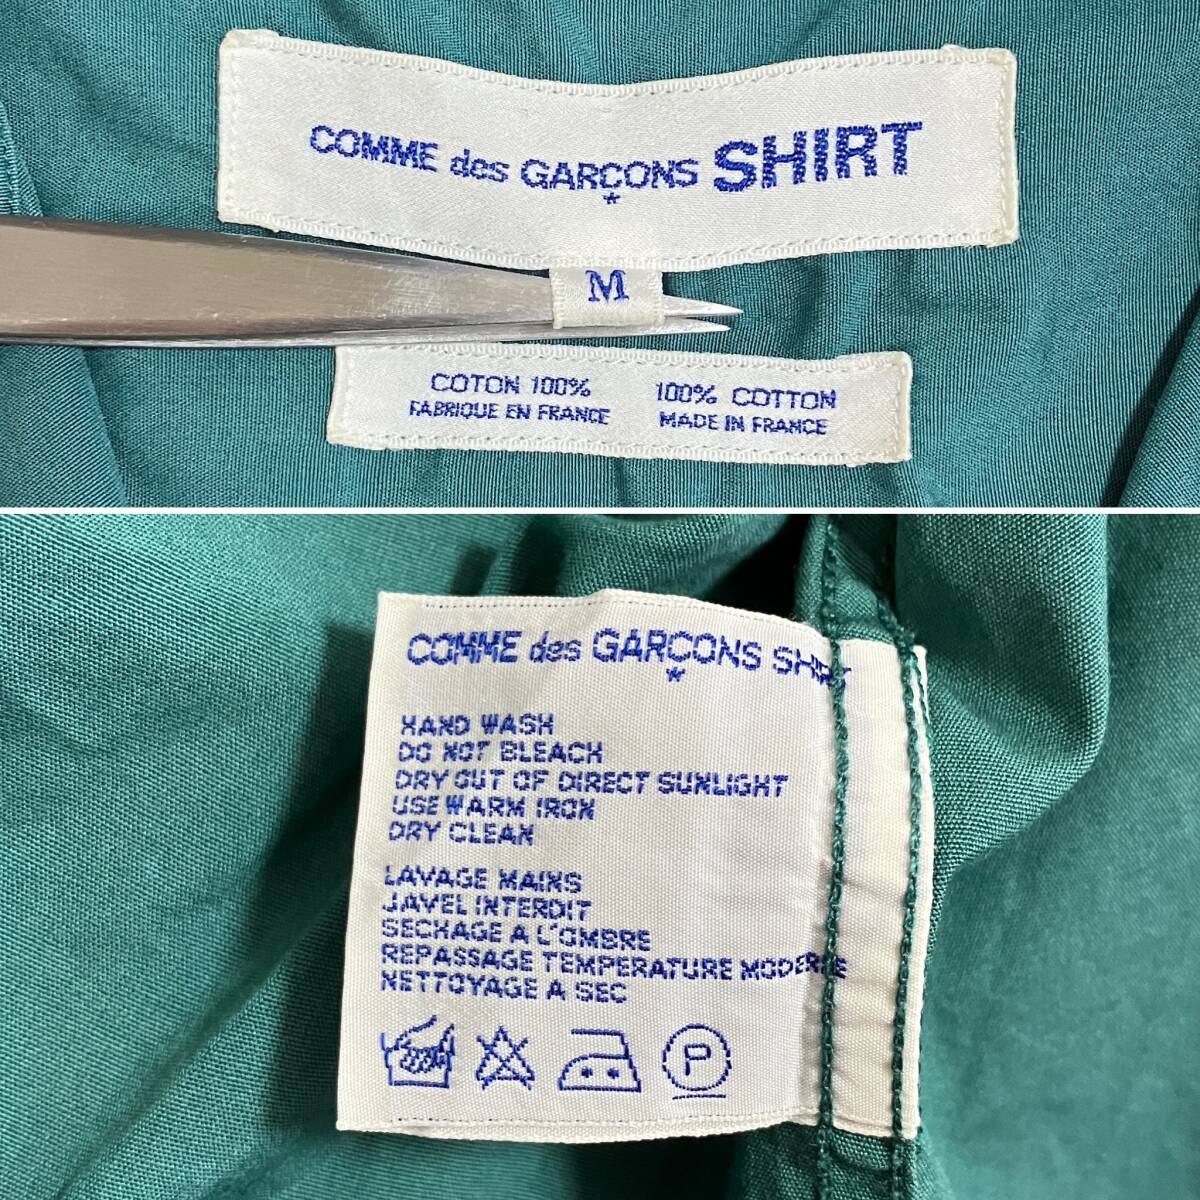 COMME des GARÇONS SHIRT
*
M
COTON 100% 100% COTTON
FABRIQUE EN FRANCE MADE IN FRANCE
COMME des GARÇONS SHIRT
*
HAND WASH
DO NOT BLEACH
DRY OUT OF DIRECT SUNLIGHT
USE WARM IRON
DRY CLEAN
LAVAGE MAINS
JAVEL INTERDIT
SECHAGE A L'OMBRE
REPASSAGE TEMPERATURE MODEREE
NETTOYAGE A SEC
P